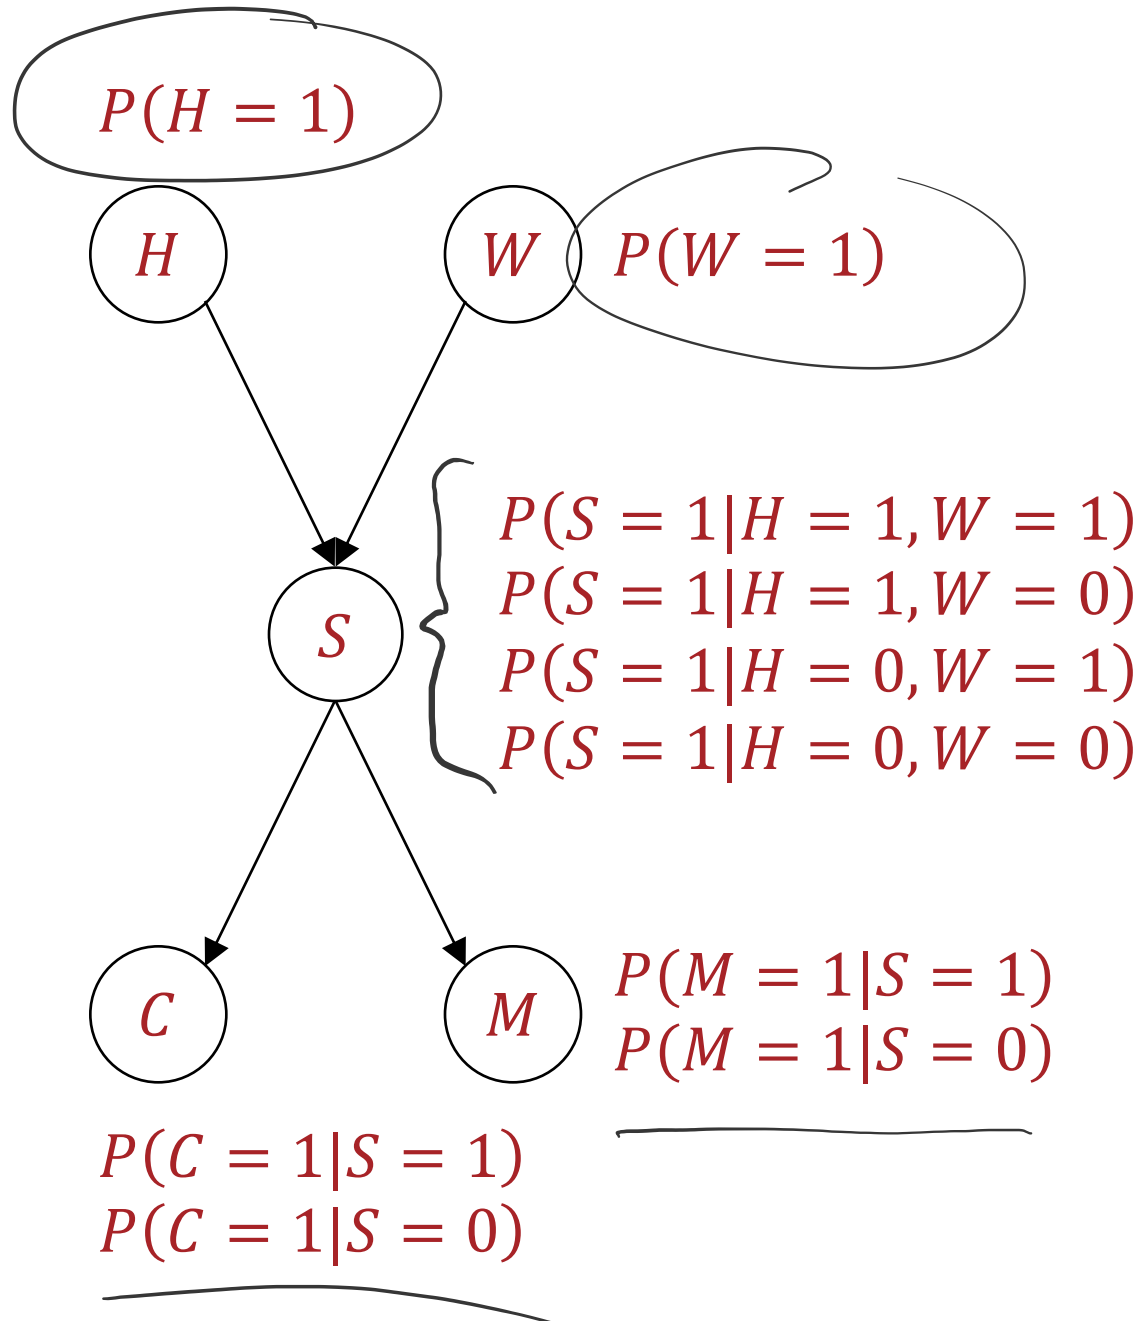 P(H = 1)
H
W
P(W = 1)
P(S = 1|H = 1, W = 1)
P(S = 1|H = 1, W = 0)
P(S = 1|H = 0, W = 1)
P(S = 1|H = 0, W = 0)
S
C
M
P(M = 1|S = 1)
P(M = 1|S = 0)
P(C = 1|S = 1)
P(C = 1|S = 0)